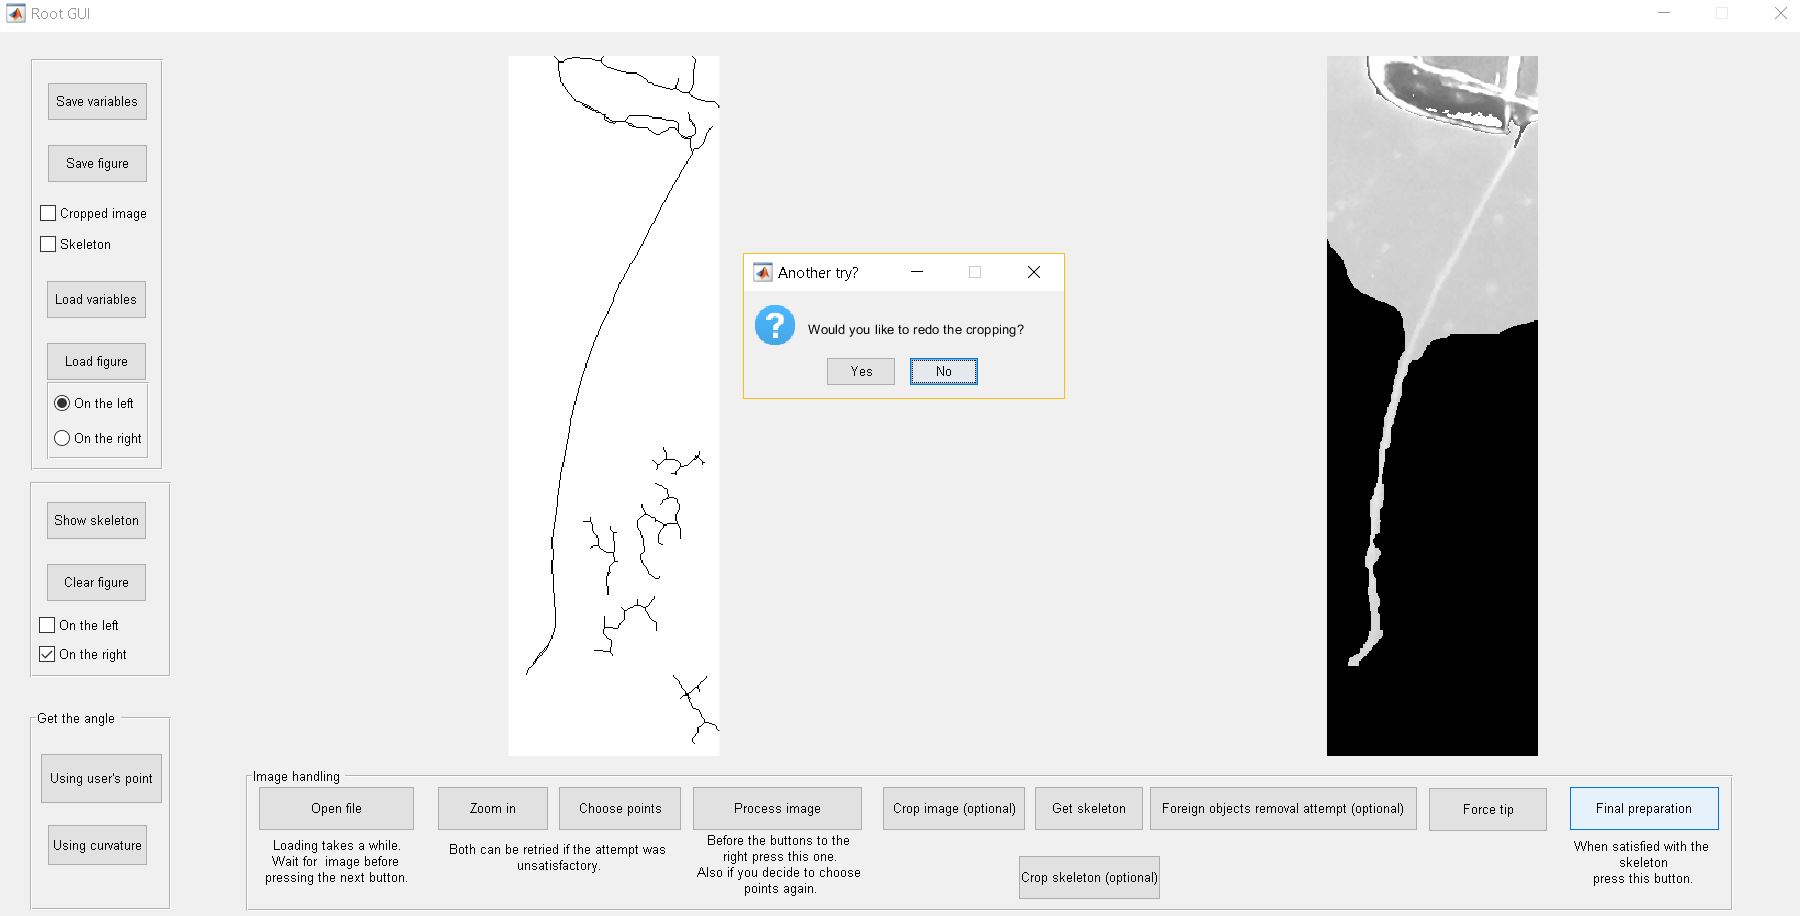 Root GUI
Save variables
Save figure
Cropped image
Skeleton
Load variables
Load figure
On the left
On the right
Show skeleton
Clear figure
On the left
On the right
Get the angle
Using user's point
Using curvature
Another try?
?
Would you like to redo the cropping?
Yes
No
Image handling
Open file
Loading takes a while.
Wait for image before
pressing the next button.
Zoom in
Choose points
Both can be retried if the attempt was
unsatisfactory.
Process image
Before the buttons to the
right press this one.
Also if you decide to choose
points again.
Crop image (optional)
Get skeleton
Foreign objects removal attempt (optional)
Force tip
Crop skeleton (optional)
Final preparation
When satisfied with the
skeleton
press this button.